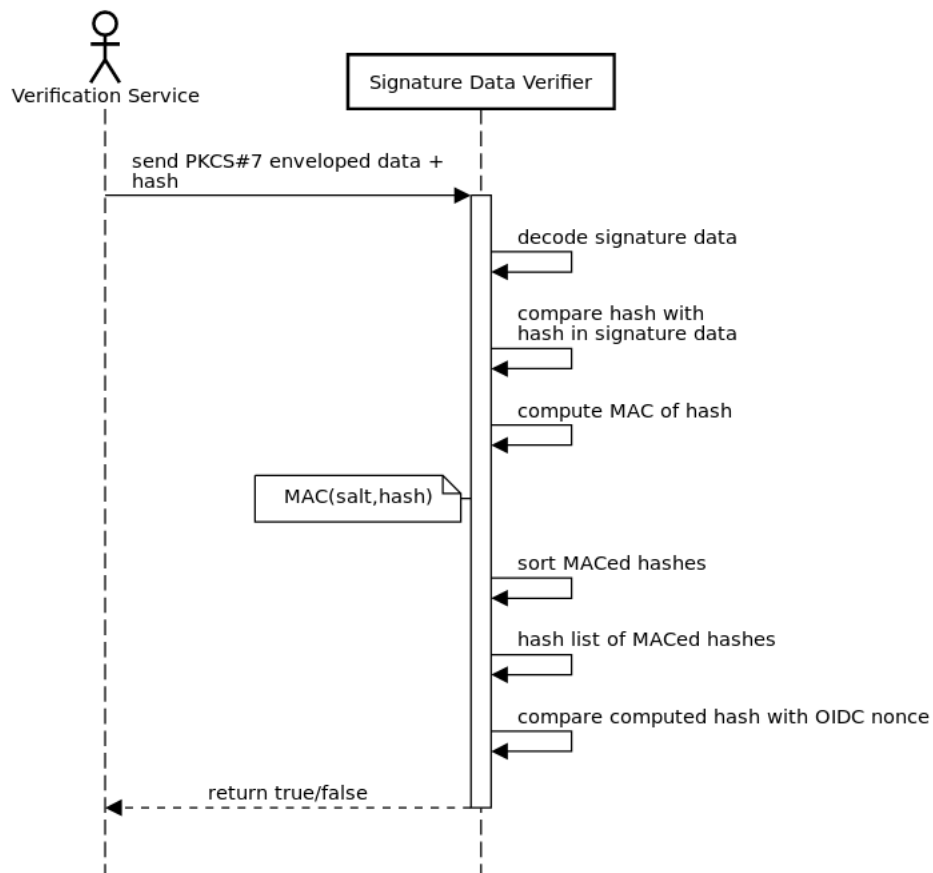 Verification Service
Signature Data Verifier
send PKCS#7 enveloped data +
hash
decode signature data
compare hash with
hash in signature data
compute MAC of hash
MAC(salt,hash)
sort MACed hashes
hash list of MACed hashes
compare computed hash with OIDC nonce
return true/false